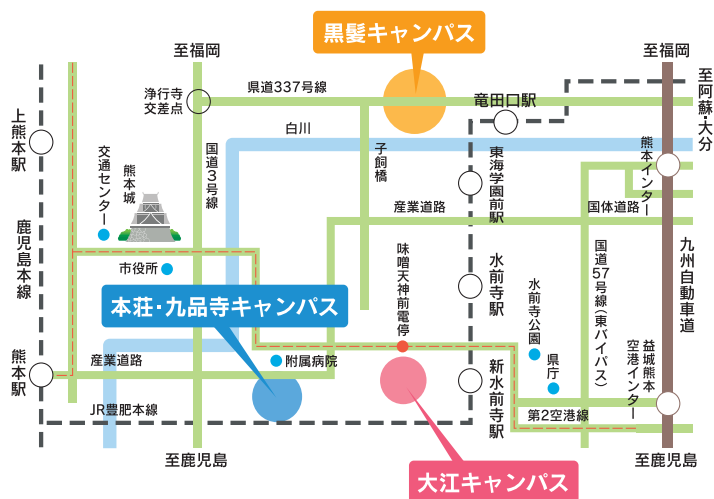 黒髪キャンパス
至福岡
至福岡
至阿蘇・大分
浄行寺
交差点
県道337号線
竜田口駅
上熊本駅
白川
子飼橋
国道3号線
交通センター
熊本城
東海学園前駅
熊本インター
産業道路
国体道路
鹿児島本線
市役所
味噌天神前電停
水前寺駅
水前寺公園
国道57号線(東バイパス)
九州自動車道
本荘・九品寺キャンパス
熊本駅
産業道路
附属病院
新水前寺駅
県庁
益城熊本
空港インター
JR豊肥本線
第2空港線
至鹿児島
至鹿児島
大江キャンパス